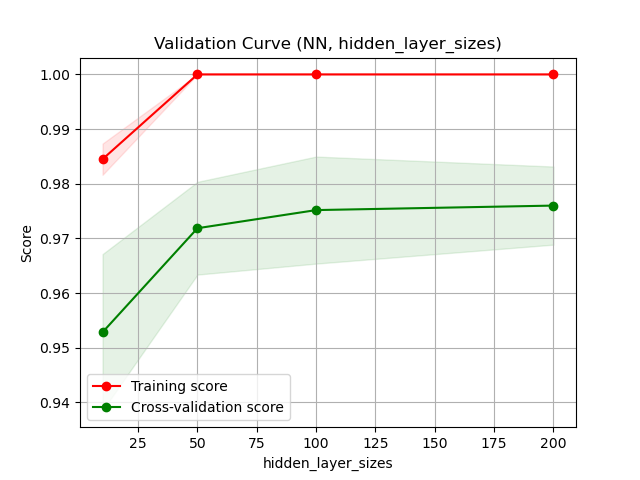 Validation Curve (NN, hidden_layer_sizes)
1.00
0.99
0.98
0.97
0.96
0.95
0.94
Score
Training score
Cross-validation score
25 50 75 100 125 150 175 200
hidden_layer_sizes